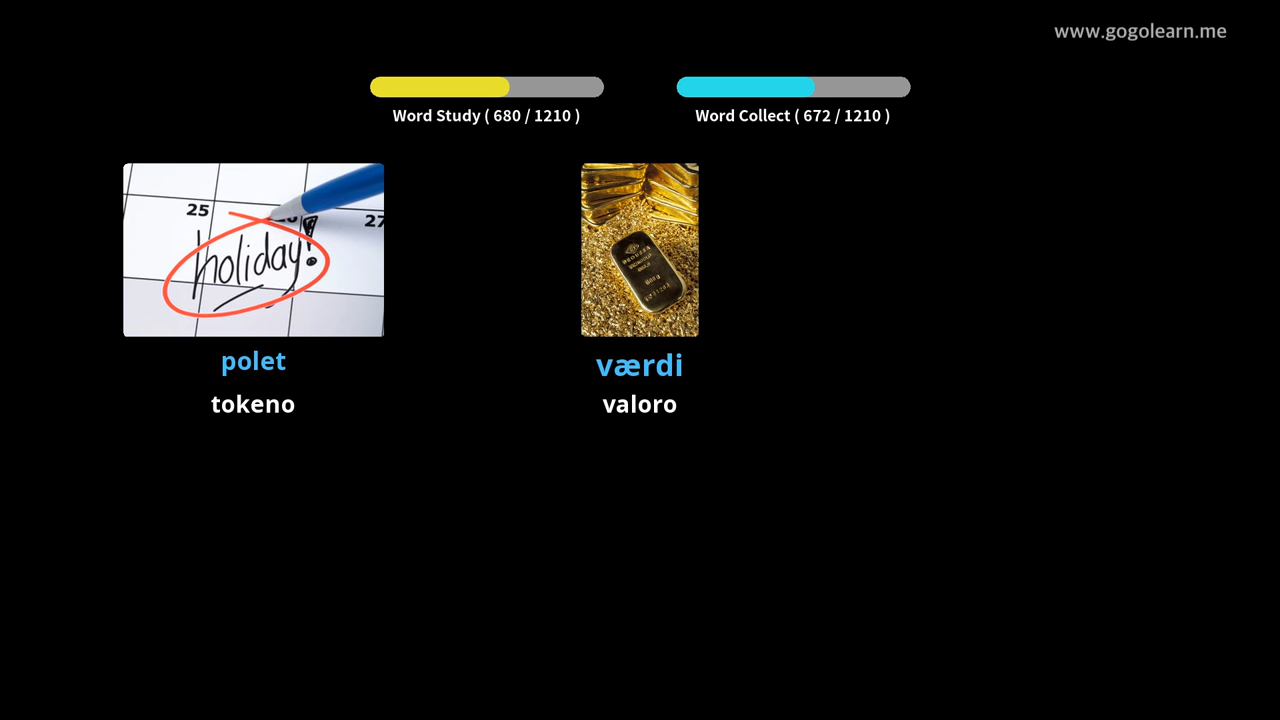 www.gogolearn.me
Word Study ( 680 / 1210 )
Word Collect ( 672 / 1210 )
25
27
holiday!
polet
tokeno
værdi
valoro